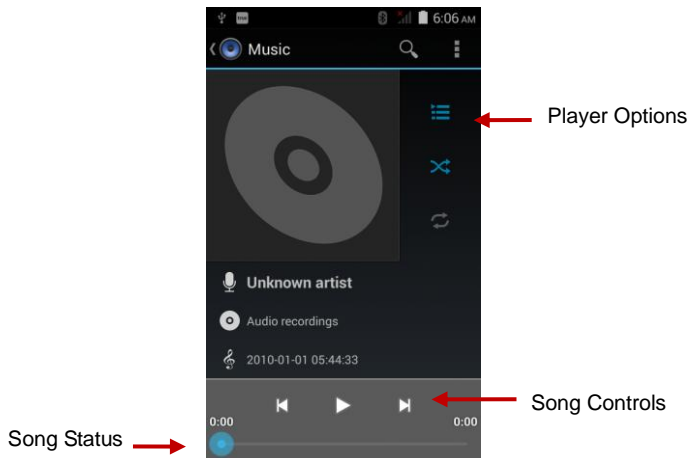 6:06 AM
Music
Player Options
Unknown artist
Audio recordings
2010-01-01 05:44:33
Song Controls
0:00
0:00
Song Status